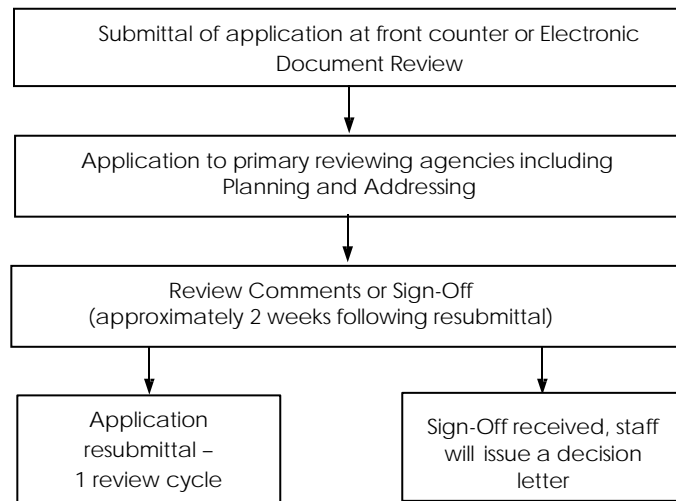 Submittal of application at front counter or Electronic
Document Review
Application to primary reviewing agencies including
Planning and Addressing
Review Comments or Sign-Off
(approximately 2 weeks following resubmittal)
Application
resubmittal –
1 review cycle
Sign-Off received, staff
will issue a decision
letter